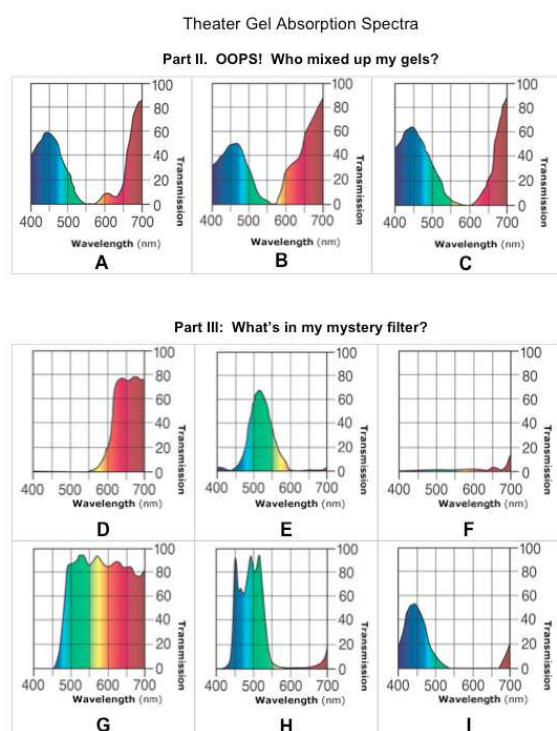 Theater Gel Absorption Spectra
Part II. OOPS! Who mixed up my gels?
100 100 100
80 80 80
60 60 60
40 40 40
20 20 20
0 0 0
Transmission Transmission Transmission
400 500 600 700 400 500 600 700 400 500 600 700
Wavelength (nm) Wavelength (nm) Wavelength (nm)
A B C
Part III: What's in my mystery filter?
100 100 100
80 80 80
60 60 60
40 40 40
20 20 20
0 0 0
Transmission Transmission Transmission
400 500 600 700 400 500 600 700 400 500 600 700
Wavelength (nm) Wavelength (nm) Wavelength (nm)
D E F
100 100 100
80 80 80
60 60 60
40 40 40
20 20 20
0 0 0
Transmission Transmission Transmission
400 500 600 700 400 500 600 700 400 500 600 700
Wavelength (nm) Wavelength (nm) Wavelength (nm)
G H I